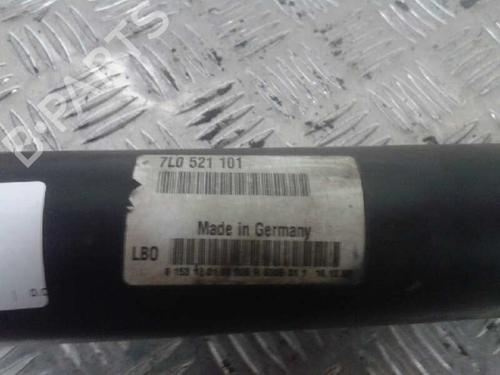 B-PARTS
7L0 521 101
Made in Germany
LBO